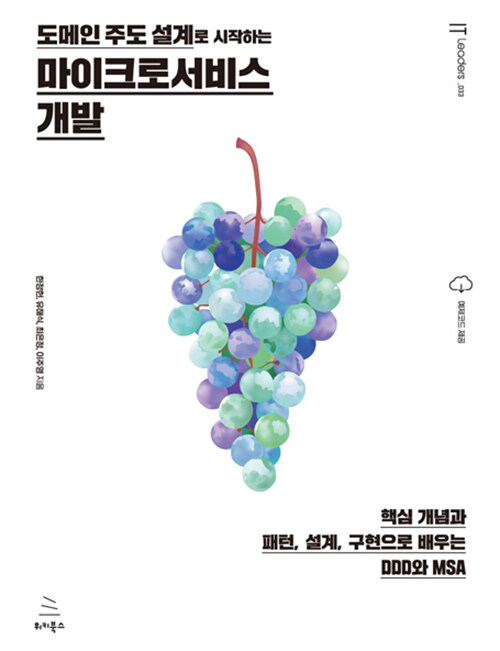 도메인 주도 설계로 시작하는
마이크로서비스
개발
IT Leaders _033
한정헌, 유해식, 최은정, 이주영 지음
예제코드 제공
핵심 개념과
패턴, 설계, 구현으로 배우는
DDD와 MSA
위키북스